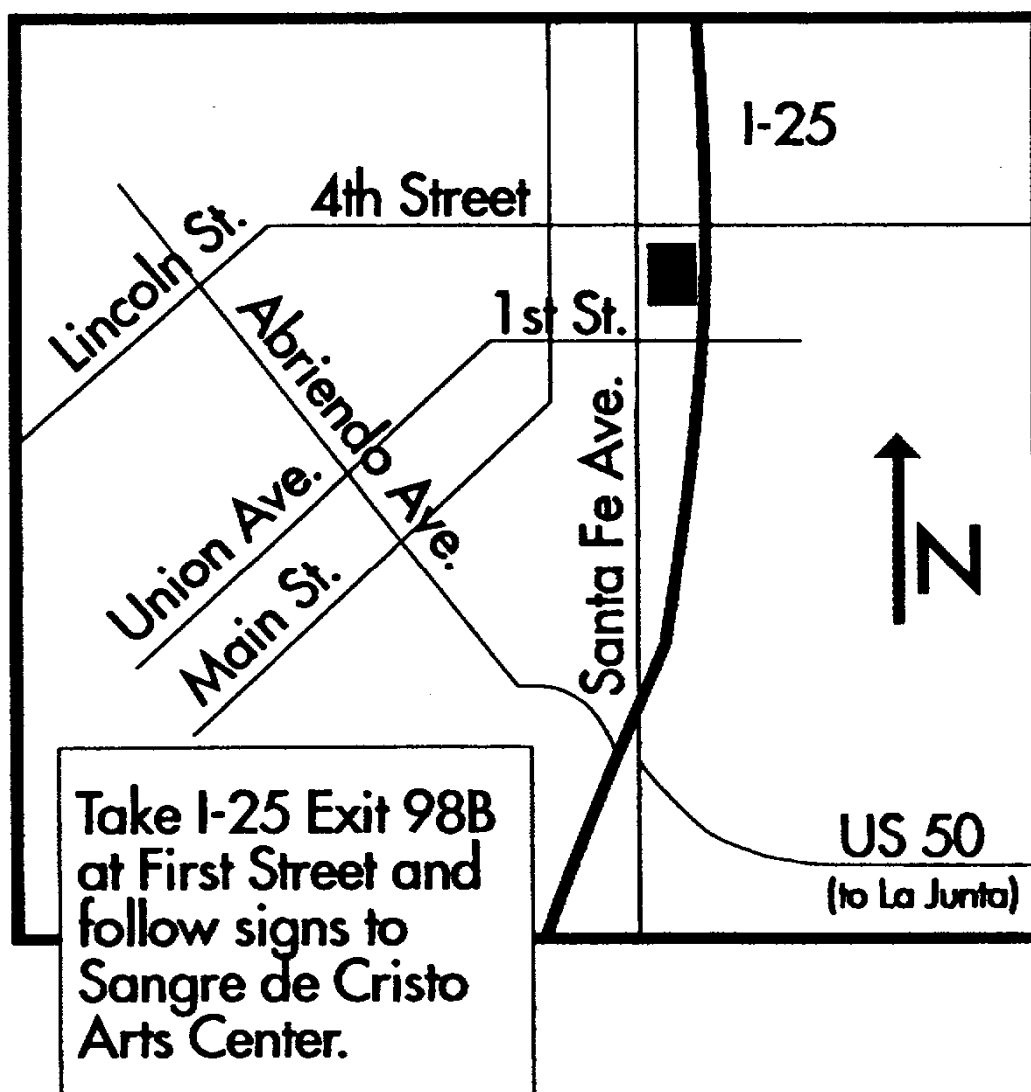 I-25
4th Street
Lincoln St.
Abriendo Ave.
1st St.
Union Ave.
Main St.
Santa Fe Ave.
N
US 50
(to La Junta)
Take I-25 Exit 98B
at First Street and
follow signs to
Sangre de Cristo
Arts Center.